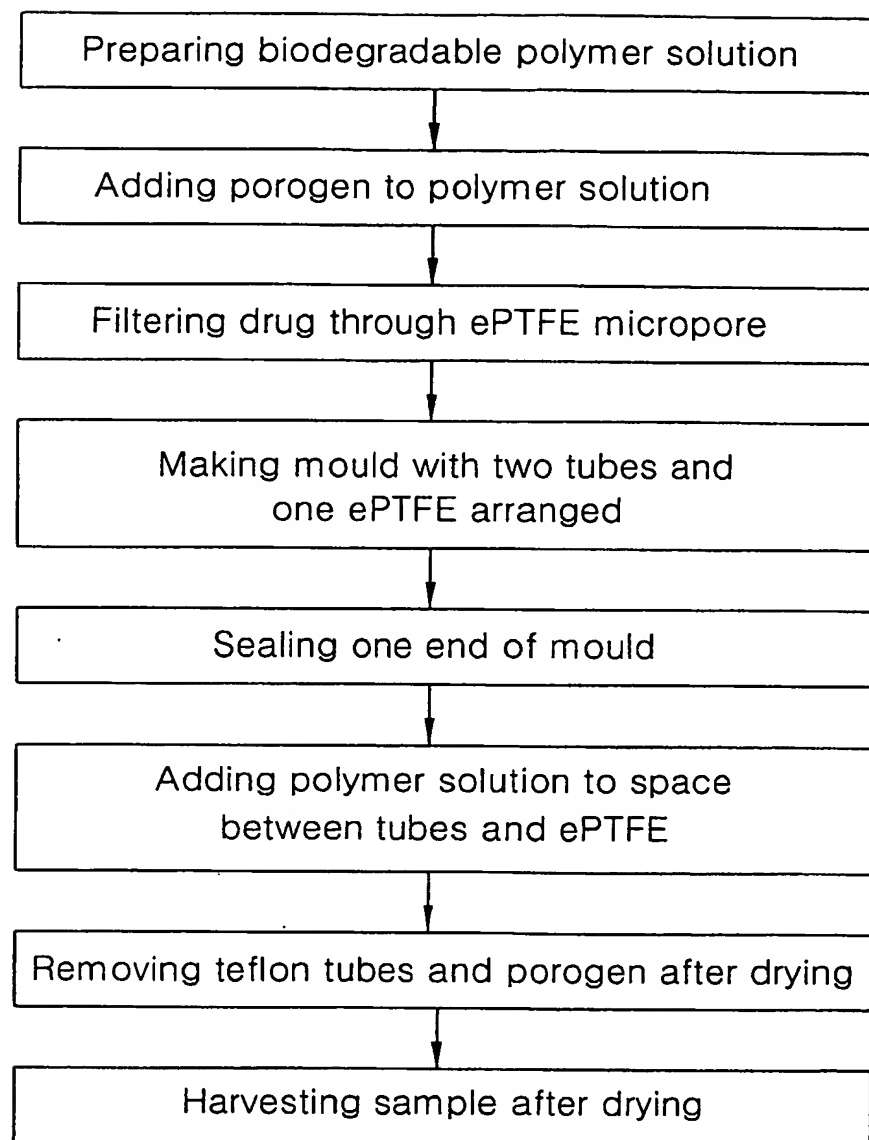 Preparing biodegradable polymer solution
Adding porogen to polymer solution
Filtering drug through ePTFE micropore
Making mould with two tubes and
one ePTFE arranged
Sealing one end of mould
Adding polymer solution to space
between tubes and ePTFE
Removing teflon tubes and porogen after drying
Harvesting sample after drying